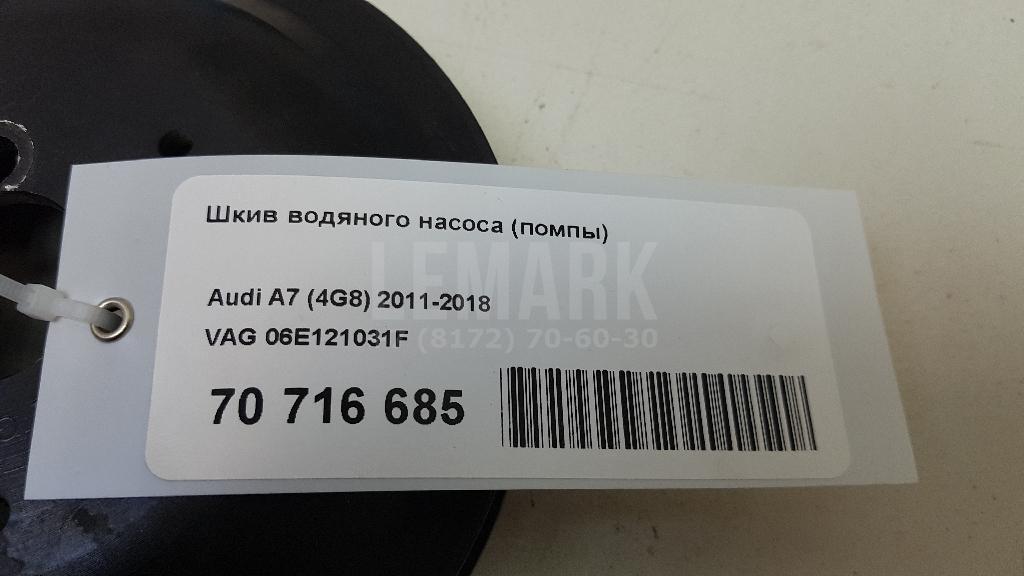 Шкив водяного насоса (помпы)
LEMARK
Audi A7 (4G8) 2011-2018
VAG 06E121031F
(8172) 70-60-30
70 716 685